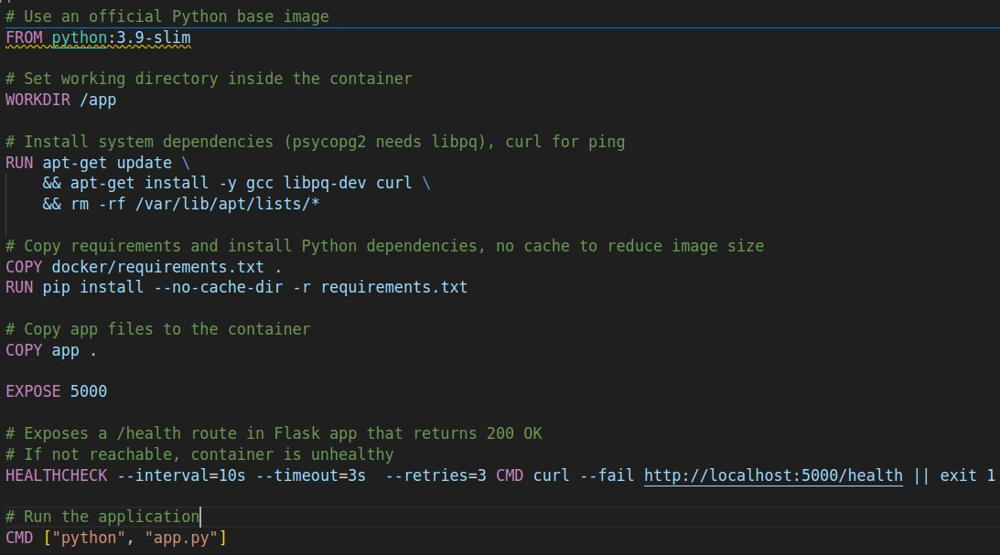 # Use an official Python base image
FROM python:3.9-slim
# Set working directory inside the container
WORKDIR /app
# Install system dependencies (psycopg2 needs libpq), curl for ping
RUN apt-get update \
    && apt-get install -y gcc libpq-dev curl \
    && rm -rf /var/lib/apt/lists/*
# Copy requirements and install Python dependencies, no cache to reduce image size
COPY docker/requirements.txt .
RUN pip install --no-cache-dir -r requirements.txt
# Copy app files to the container
COPY app .
EXPOSE 5000
# Exposes a /health route in Flask app that returns 200 OK
# If not reachable, container is unhealthy
HEALTHCHECK --interval=10s --timeout=3s  --retries=3 CMD curl --fail http://localhost:5000/health || exit 1
# Run the application
CMD ["python", "app.py"]